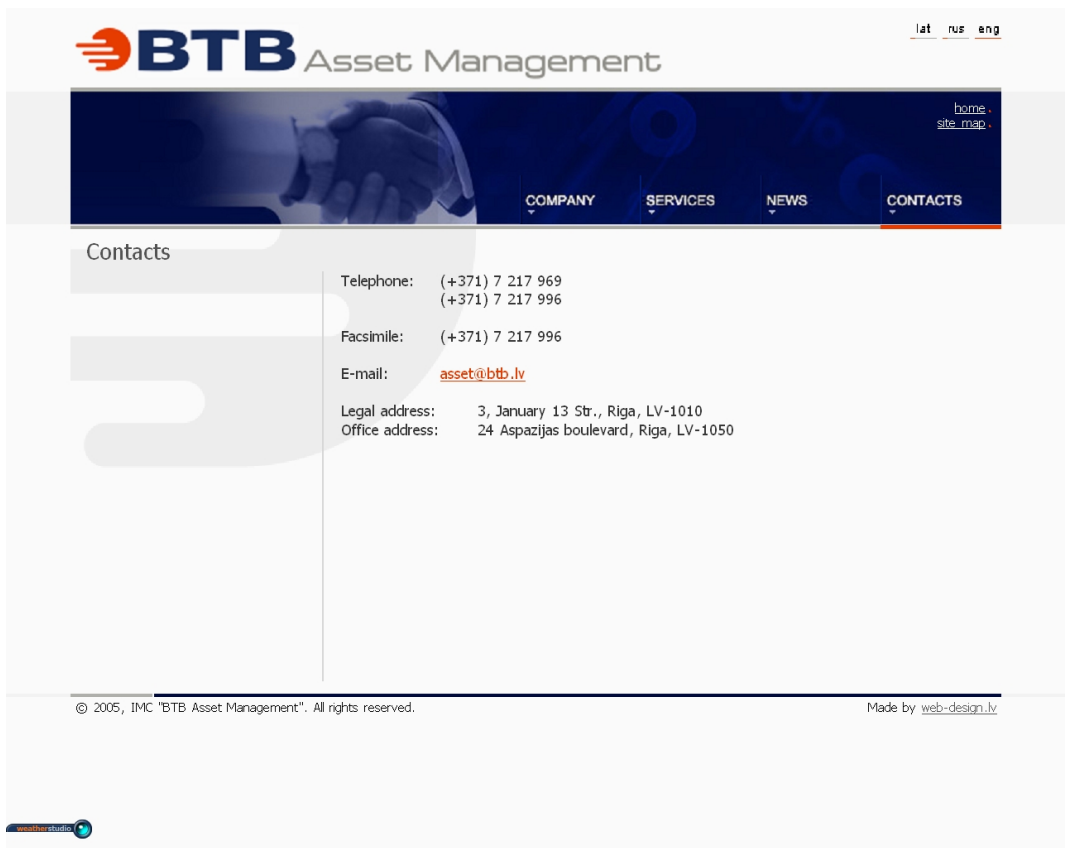 BTB Asset Management
lat rus eng
home
site map
COMPANY SERVICES NEWS CONTACTS
Contacts
Telephone: (+371) 7 217 969
(+371) 7 217 996
Facsimile: (+371) 7 217 996
E-mail: asset@btb.lv
Legal address: 3, January 13 Str., Riga, LV-1010
Office address: 24 Aspazijas boulevard, Riga, LV-1050
© 2005, IMC "BTB Asset Management". All rights reserved. Made by web-design.lv
weatherstudio